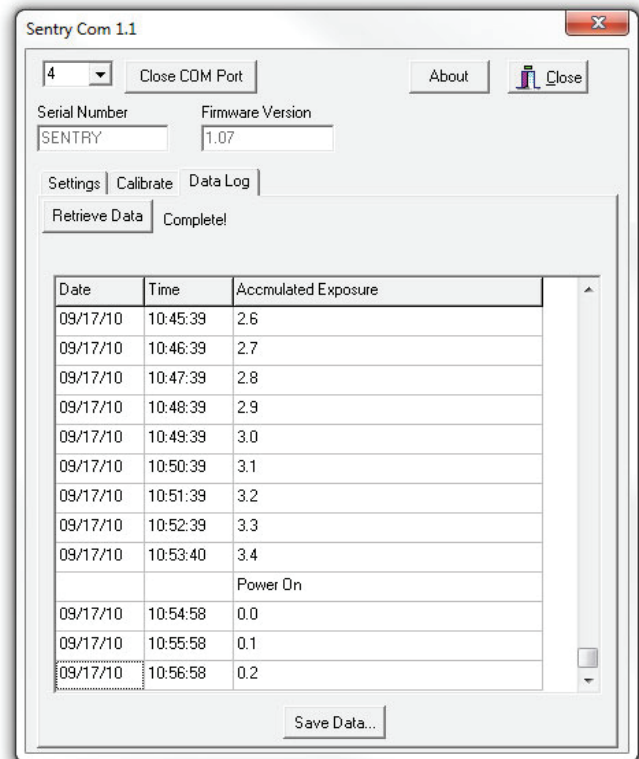 Sentry Com 1.1
4 Close COM Port About Close
Serial Number Firmware Version
SENTRY 1.07
Settings Calibrate Data Log
Retrieve Data Complete!
Date Time Accmulated Exposure
09/17/10 10:45:39 2.6
09/17/10 10:46:39 2.7
09/17/10 10:47:39 2.8
09/17/10 10:48:39 2.9
09/17/10 10:49:39 3.0
09/17/10 10:50:39 3.1
09/17/10 10:51:39 3.2
09/17/10 10:52:39 3.3
09/17/10 10:53:40 3.4
Power On
09/17/10 10:54:58 0.0
09/17/10 10:55:58 0.1
09/17/10 10:56:58 0.2
Save Data...